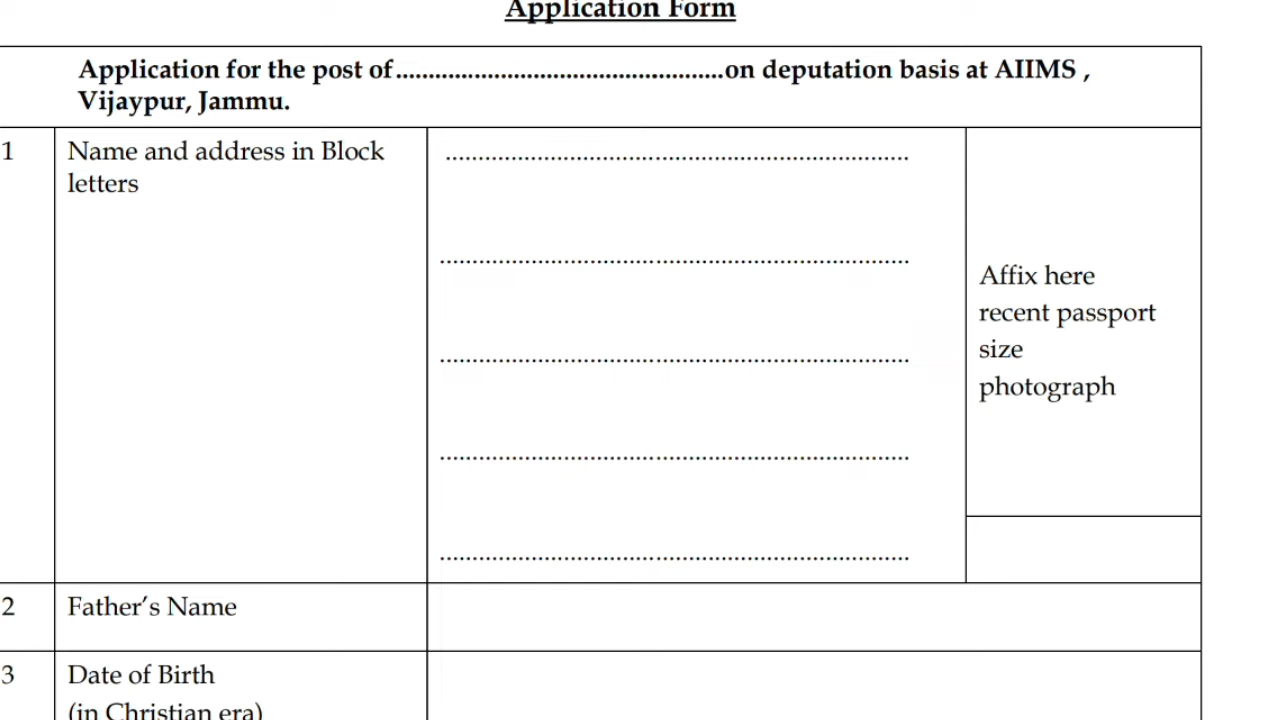 Application Form
Application for the post of..................................................on deputation basis at AIIMS ,
Vijaypur, Jammu.
1
Name and address in Block
letters
.......................................................................
........................................................................
........................................................................
........................................................................
........................................................................
Affix here
recent passport
size
photograph
2
Father's Name
3
Date of Birth
(in Christian era)